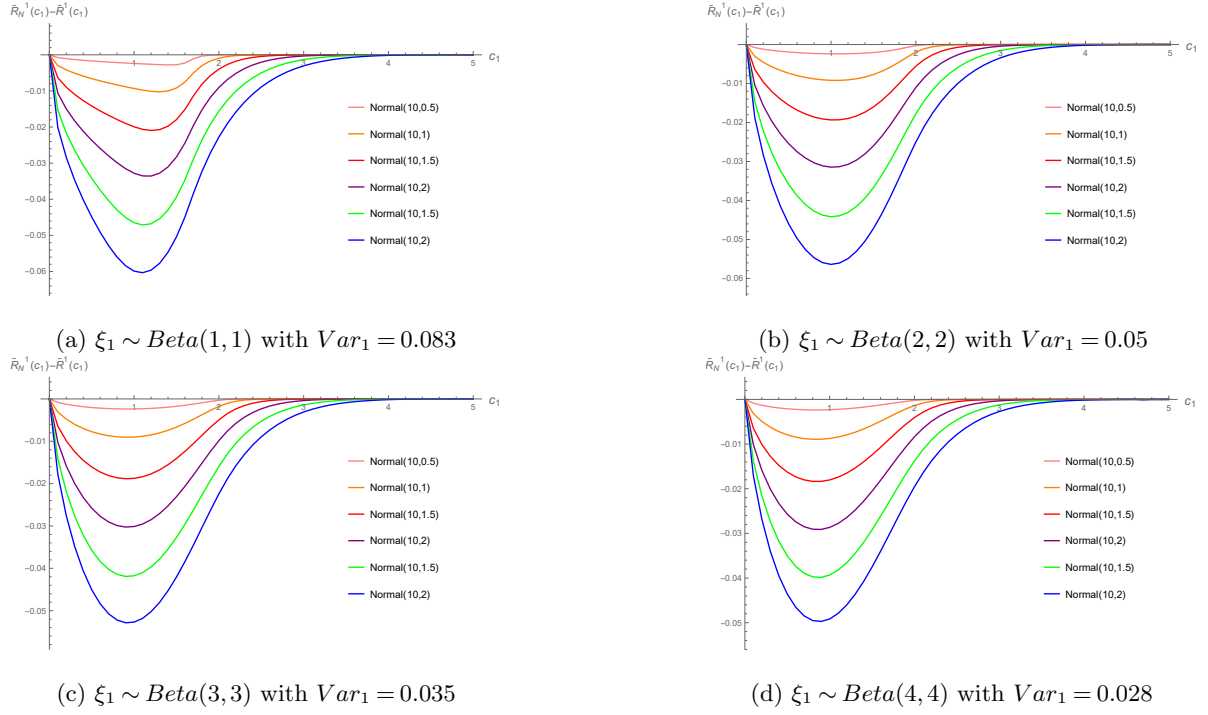 R̄_N^1(c_1)−R̄^1(c_1)
1 2 3 4 5 c_1
−0.01
−0.02
−0.03
−0.04
−0.05
−0.06
Normal(10,0.5)
Normal(10,1)
Normal(10,1.5)
Normal(10,2)
Normal(10,1.5)
Normal(10,2)
(a) ξ_1 ∼ Beta(1,1) with Var_1 = 0.083
R̄_N^1(c_1)−R̄^1(c_1)
1 2 3 4 5 c_1
−0.01
−0.02
−0.03
−0.04
−0.05
−0.06
Normal(10,0.5)
Normal(10,1)
Normal(10,1.5)
Normal(10,2)
Normal(10,1.5)
Normal(10,2)
(b) ξ_1 ∼ Beta(2,2) with Var_1 = 0.05
R̄_N^1(c_1)−R̄^1(c_1)
1 2 3 4 5 c_1
−0.01
−0.02
−0.03
−0.04
−0.05
Normal(10,0.5)
Normal(10,1)
Normal(10,1.5)
Normal(10,2)
Normal(10,1.5)
Normal(10,2)
(c) ξ_1 ∼ Beta(3,3) with Var_1 = 0.035
R̄_N^1(c_1)−R̄^1(c_1)
1 2 3 4 5 c_1
−0.01
−0.02
−0.03
−0.04
−0.05
Normal(10,0.5)
Normal(10,1)
Normal(10,1.5)
Normal(10,2)
Normal(10,1.5)
Normal(10,2)
(d) ξ_1 ∼ Beta(4,4) with Var_1 = 0.028